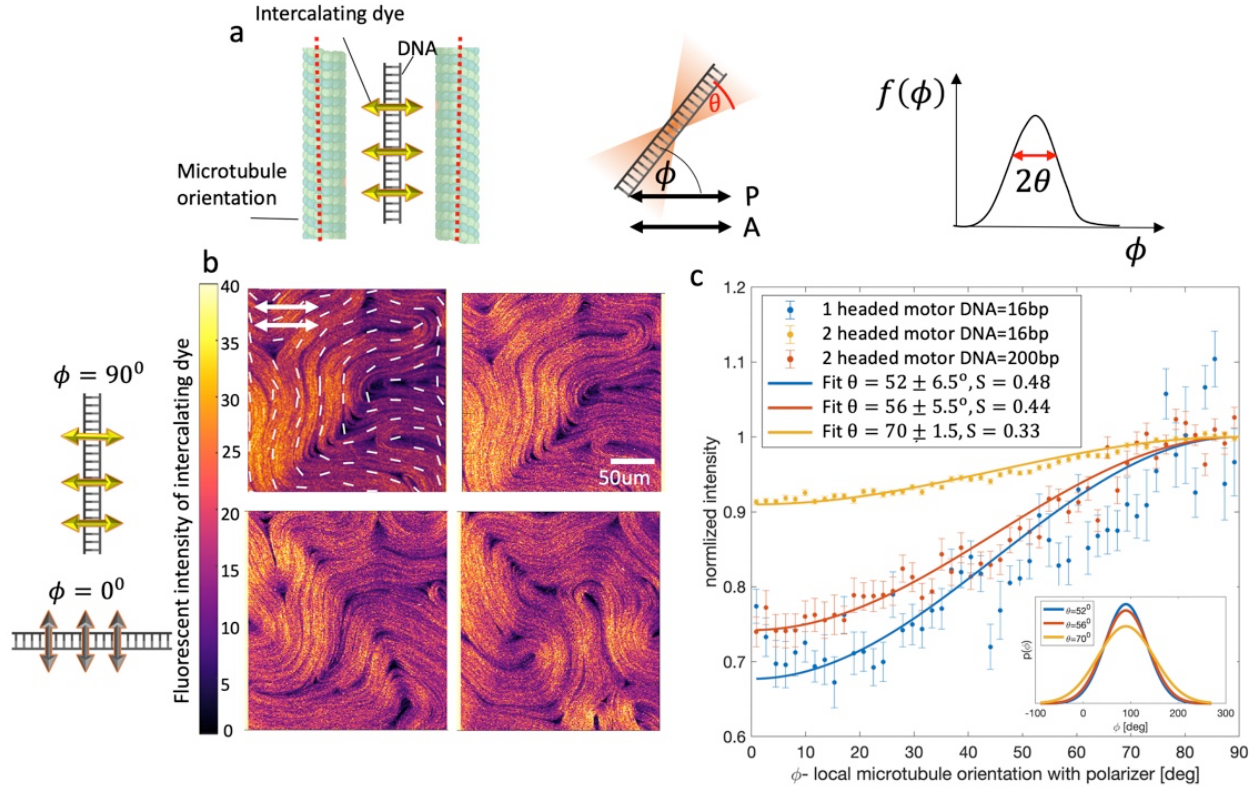 a
Intercalating dye
DNA
Microtubule
orientation
θ
ϕ
P
A
f(ϕ)
2θ
ϕ
b
Fluorescent intensity of intercalating dye
40
35
30
25
20
15
10
5
0
ϕ = 90⁰
ϕ = 0⁰
50um
c
1.2
1.1
1
0.9
0.8
0.7
0.6
normlized intensity
1 headed motor DNA=16bp
2 headed motor DNA=16bp
2 headed motor DNA=200bp
Fit θ = 52 ± 6.5°, S = 0.48
Fit θ = 56 ± 5.5°, S = 0.44
Fit θ = 70 ± 1.5, S = 0.33
θ=52⁰
θ=56⁰
θ=70⁰
p(ϕ)
-100 0 100 200 300
ϕ [deg]
0 10 20 30 40 50 60 70 80 90
ϕ- local microtubule orientation with polarizer [deg]